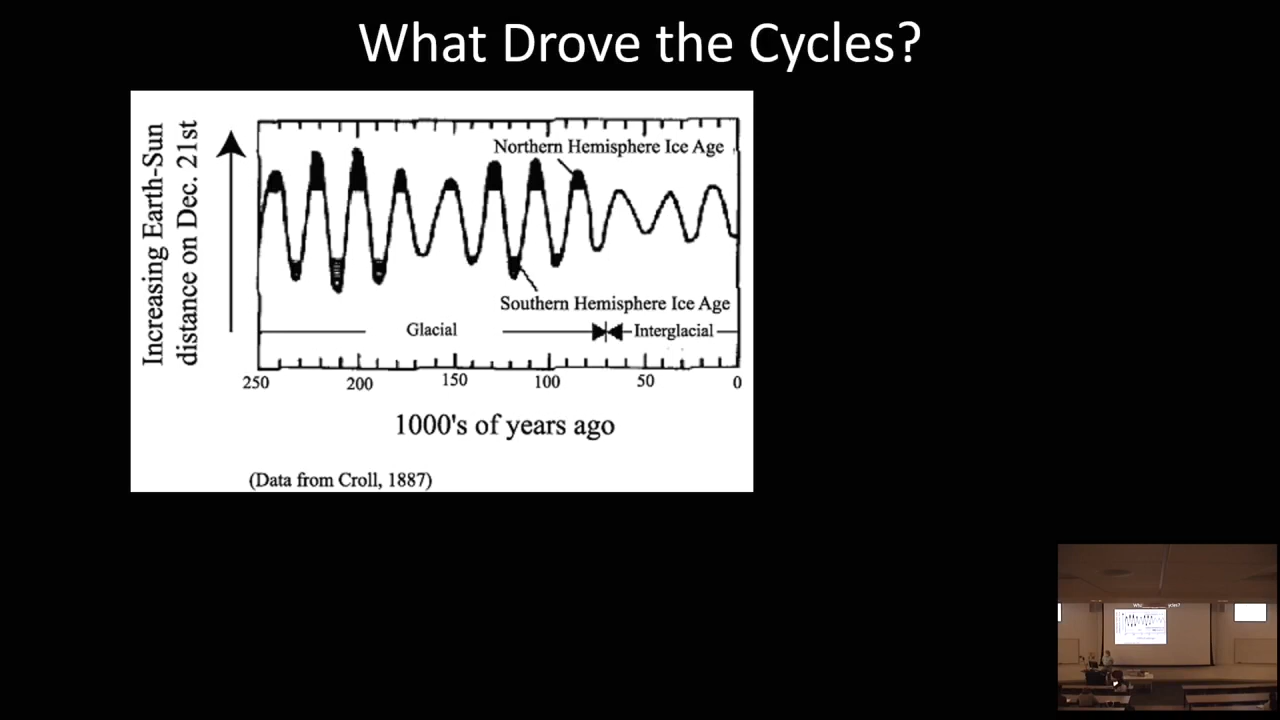 What Drove the Cycles?
Increasing Earth-Sun
distance on Dec. 21st
Northern Hemisphere Ice Age
Southern Hemisphere Ice Age
Glacial
Interglacial
250
200
150
100
50
0
1000's of years ago
(Data from Croll, 1887)